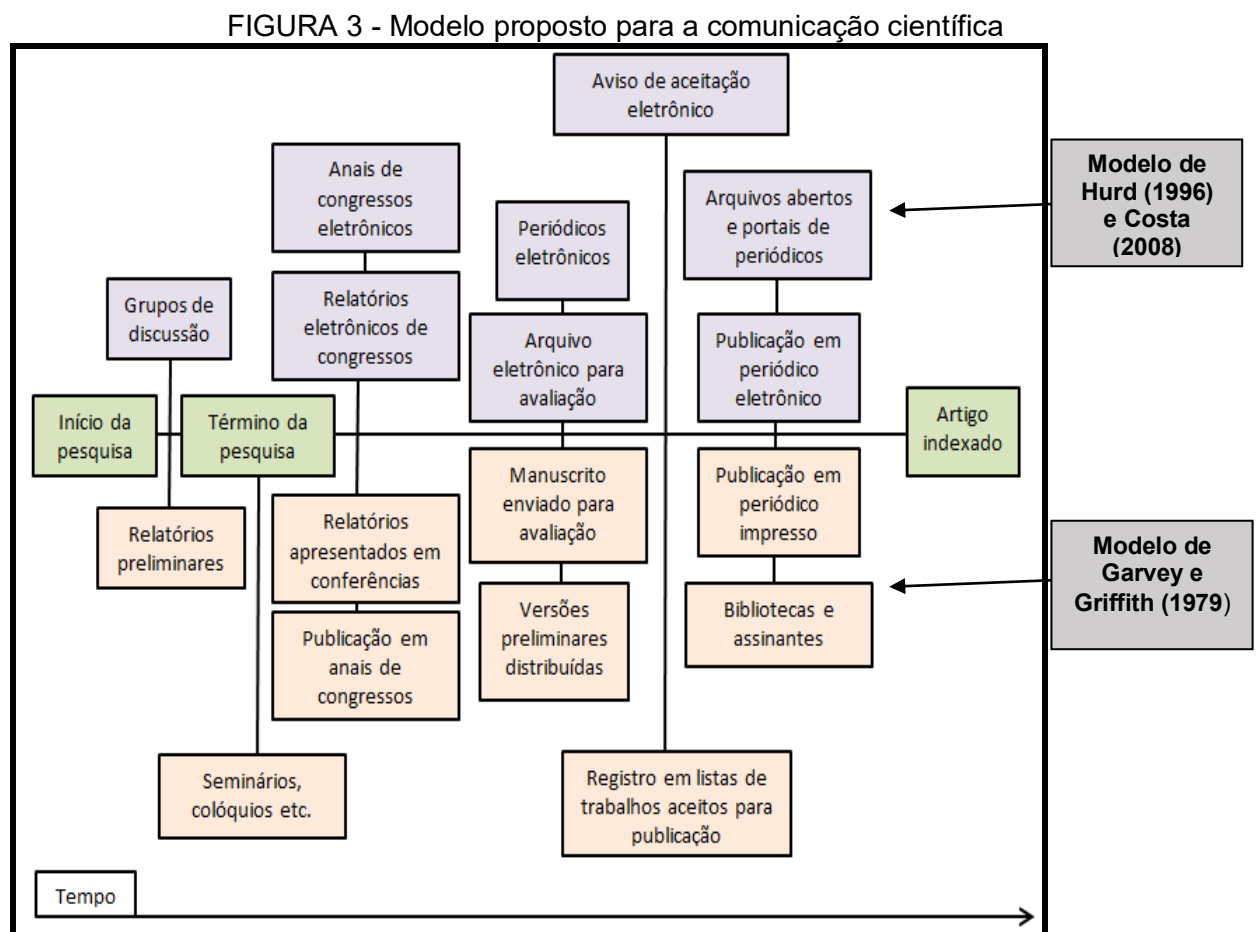 FIGURA 3 - Modelo proposto para a comunicação científica
Aviso de aceitação
eletrônico
Anais de
congressos
eletrônicos
Periódicos
eletrônicos
Arquivos abertos
e portais de
periódicos
Modelo de
Hurd (1996)
e Costa
(2008)
Grupos de
discussão
Relatórios
eletrônicos de
congressos
Arquivo
eletrônico para
avaliação
Publicação em
periódico
eletrônico
Início da
pesquisa
Término da
pesquisa
Artigo
indexado
Relatórios
preliminares
Relatórios
apresentados em
conferências
Manuscrito
enviado para
avaliação
Publicação em
periódico
impresso
Modelo de
Garvey e
Griffith (1979)
Publicação em
anais de
congressos
Versões
preliminares
distribuídas
Bibliotecas e
assinantes
Seminários,
colóquios etc.
Registro em listas de
trabalhos aceitos para
publicação
Tempo